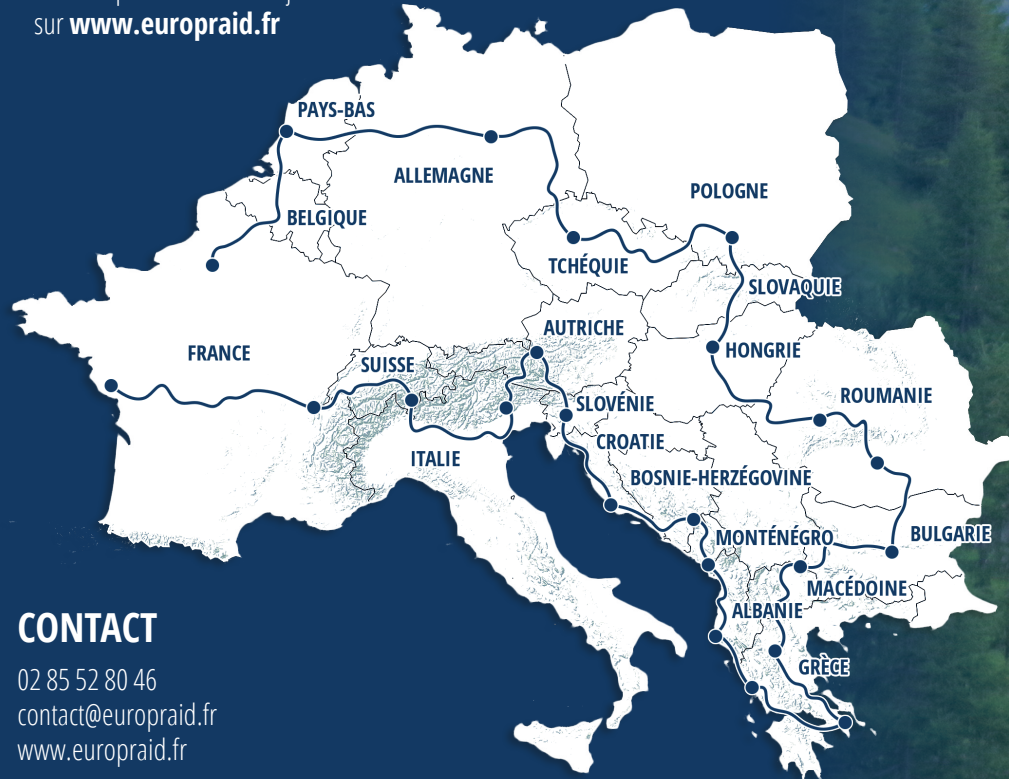 sur www.europraid.fr
PAYS-BAS
ALLEMAGNE
POLOGNE
BELGIQUE
TCHÉQUIE
SLOVAQUIE
AUTRICHE
FRANCE
SUISSE
HONGRIE
ROUMANIE
SLOVÉNIE
CROATIE
ITALIE
BOSNIE-HERZÉGOVINE
MONTÉNÉGRO
BULGARIE
MACÉDOINE
ALBANIE
GRÈCE
CONTACT
02 85 52 80 46
contact@europraid.fr
www.europraid.fr